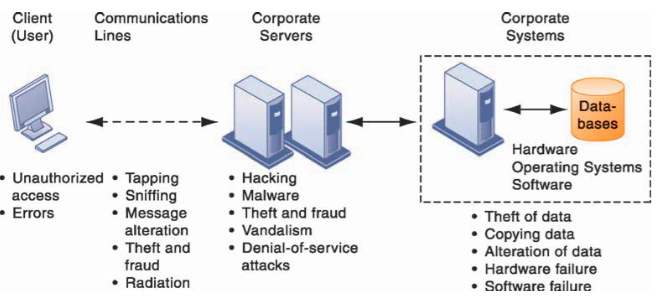 Client
(User)
Communications
Lines
Corporate
Servers
Corporate
Systems
Data-
bases
Hardware
Operating Systems
Software
• Unauthorized
access
• Errors
• Tapping
• Sniffing
• Message
alteration
• Theft and
fraud
• Radiation
• Hacking
• Malware
• Theft and fraud
• Vandalism
• Denial-of-service
attacks
• Theft of data
• Copying data
• Alteration of data
• Hardware failure
• Software failure